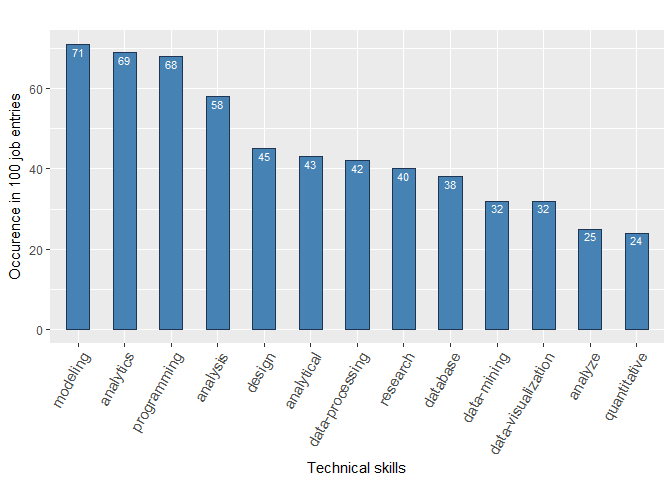 Occurence in 100 job entries
60
40
20
0
71
69
68
58
45
43
42
40
38
32
32
25
24
modeling
analytics
programming
analysis
design
analytical
data-processing
research
database
data-mining
data-visualization
analyze
quantitative
Technical skills